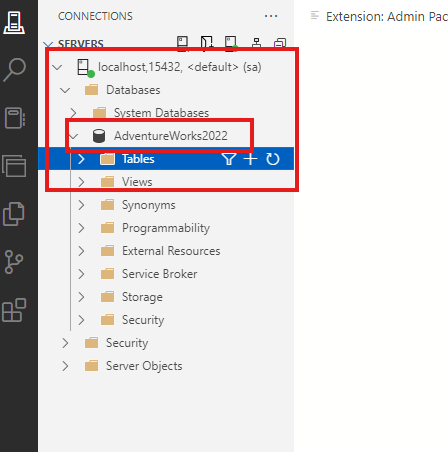 CONNECTIONS
Extension: Admin Pac
SERVERS
localhost,15432, <default> (sa)
Databases
System Databases
AdventureWorks2022
Tables
Views
Synonyms
Programmability
External Resources
Service Broker
Storage
Security
Security
Server Objects